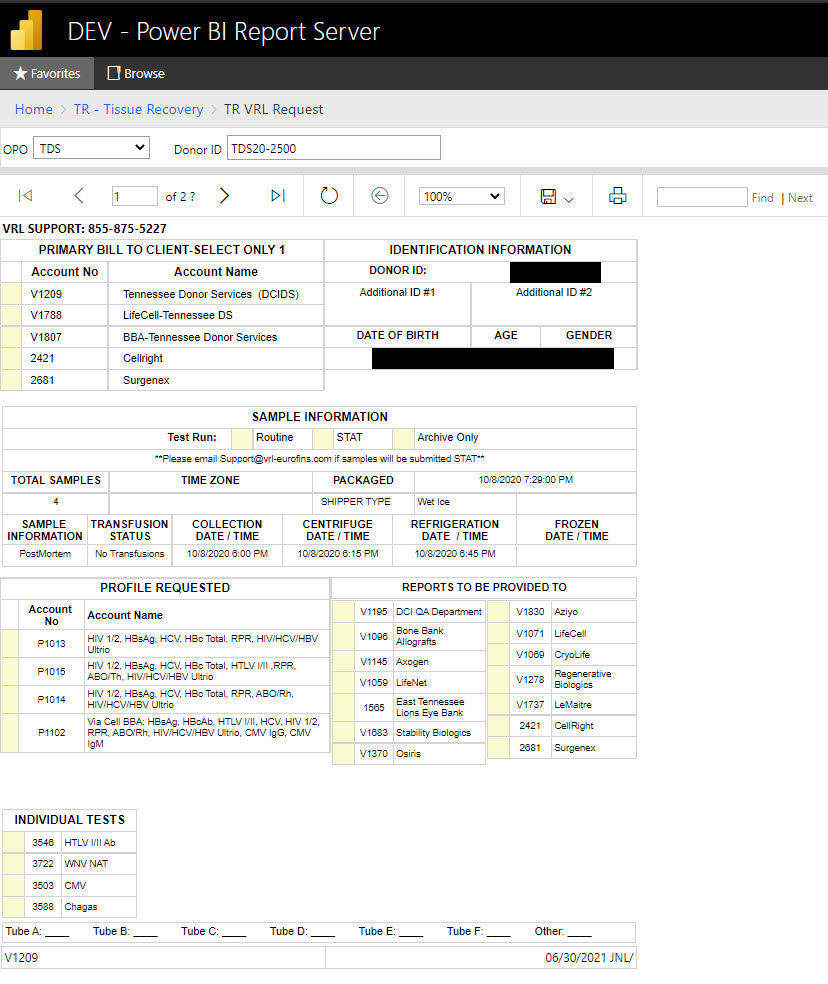 DEV - Power BI Report Server
Favorites Browse
Home > TR - Tissue Recovery > TR VRL Request
OPO TDS Donor ID TDS20-2500
1 of 2 ? 100% Find | Next
VRL SUPPORT: 855-875-5227
PRIMARY BILL TO CLIENT-SELECT ONLY 1
Account No Account Name
V1209 Tennessee Donor Services (DCIDS)
V1788 LifeCell-Tennessee DS
V1807 BBA-Tennessee Donor Services
2421 Cellright
2681 Surgenex
IDENTIFICATION INFORMATION
DONOR ID:
Additional ID #1 Additional ID #2
DATE OF BIRTH AGE GENDER
SAMPLE INFORMATION
Test Run: Routine STAT Archive Only
**Please email Support@vrl-eurofins.com if samples will be submitted STAT**
TOTAL SAMPLES TIME ZONE PACKAGED 10/8/2020 7:29:00 PM
4 SHIPPER TYPE Wet Ice
SAMPLE TRANSFUSION COLLECTION CENTRIFUGE REFRIGERATION FROZEN
INFORMATION STATUS DATE / TIME DATE / TIME DATE / TIME DATE / TIME
PostMortem No Transfusions 10/8/2020 6:00 PM 10/8/2020 6:15 PM 10/8/2020 6:45 PM
PROFILE REQUESTED
Account
No
Account Name
P1013 HIV 1/2, HBsAg, HCV, HBc Total, RPR, HIV/HCV/HBV
Ultrio
P1015 HIV 1/2, HBsAg, HCV, HBc Total, HTLV I/II ,RPR,
ABO/Th, HIV/HCV/HBV Ultrio
P1014 HIV 1/2, HBsAg, HCV, HBc Total, RPR, ABO/Rh,
HIV/HCV/HBV Ultrio
P1102 Via Cell BBA: HBsAg, HBcAb, HTLV I/II, HCV, HIV 1/2,
RPR, ABO/Rh, HIV/HCV/HBV Ultrio, CMV IgG, CMV
IgM
REPORTS TO BE PROVIDED TO
V1195 DCI QA Department
V1096 Bone Bank
Allografts
V1145 Axogen
V1059 LifeNet
1565 East Tennessee
Lions Eye Bank
V1683 Stability Biologics
V1370 Osiris
V1830 Aziyo
V1071 LifeCell
V1069 CryoLife
V1278 Regenerative
Biologics
V1737 LeMaitre
2421 CellRight
2681 Surgenex
INDIVIDUAL TESTS
3546 HTLV I/II Ab
3722 WNV NAT
3503 CMV
3588 Chagas
Tube A: ____ Tube B: ____ Tube C: ____ Tube D: ____ Tube E: ____ Tube F: ____ Other: ____
V1209 06/30/2021 JNL/